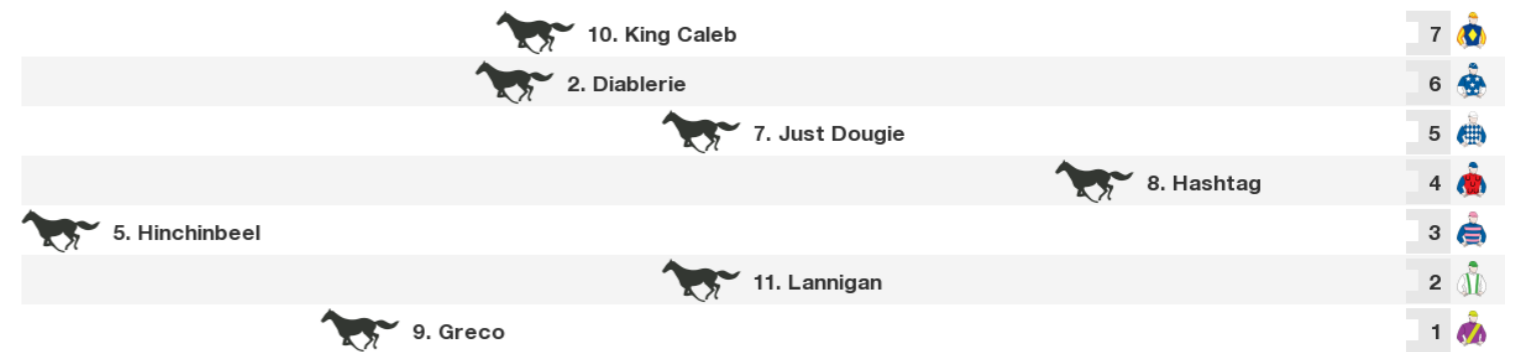 10. King Caleb 7
2. Diablerie 6
7. Just Dougie 5
8. Hashtag 4
5. Hinchinbeel 3
11. Lannigan 2
9. Greco 1